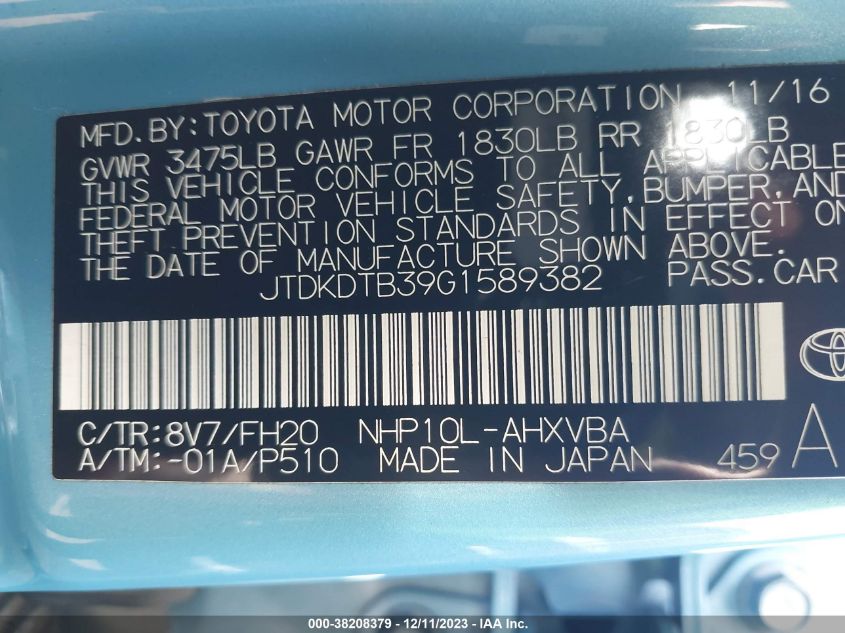 MFD.BY:TOYOTA MOTOR CORPORATION 11/16
GVWR 3475LB GAWR FR 1830LB RR 1830LB
THIS VEHICLE CONFORMS TO ALL APPLICABLE
FEDERAL MOTOR VEHICLE SAFETY,BUMPER,AND
THEFT PREVENTION STANDARDS IN EFFECT ON
THE DATE OF MANUFACTURE SHOWN ABOVE.
JTDKDTB39G1589382 PASS.CAR
C/TR:8V7/FH20 NHP10L-AHXVBA
A/TM:-01A/P510 MADE IN JAPAN 459 A
000-38208379 - 12/11/2023 - IAA Inc.